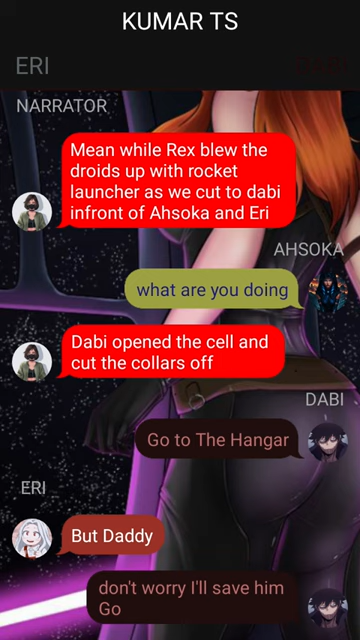 KUMAR TS
ERI
NARRATOR
Mean while Rex blew the
droids up with rocket
launcher as we cut to dabi
infront of Ahsoka and Eri
AHSOKA
what are you doing
Dabi opened the cell and
cut the collars off
DABI
Go to The Hangar
ERI
But Daddy
don't worry I'll save him
Go